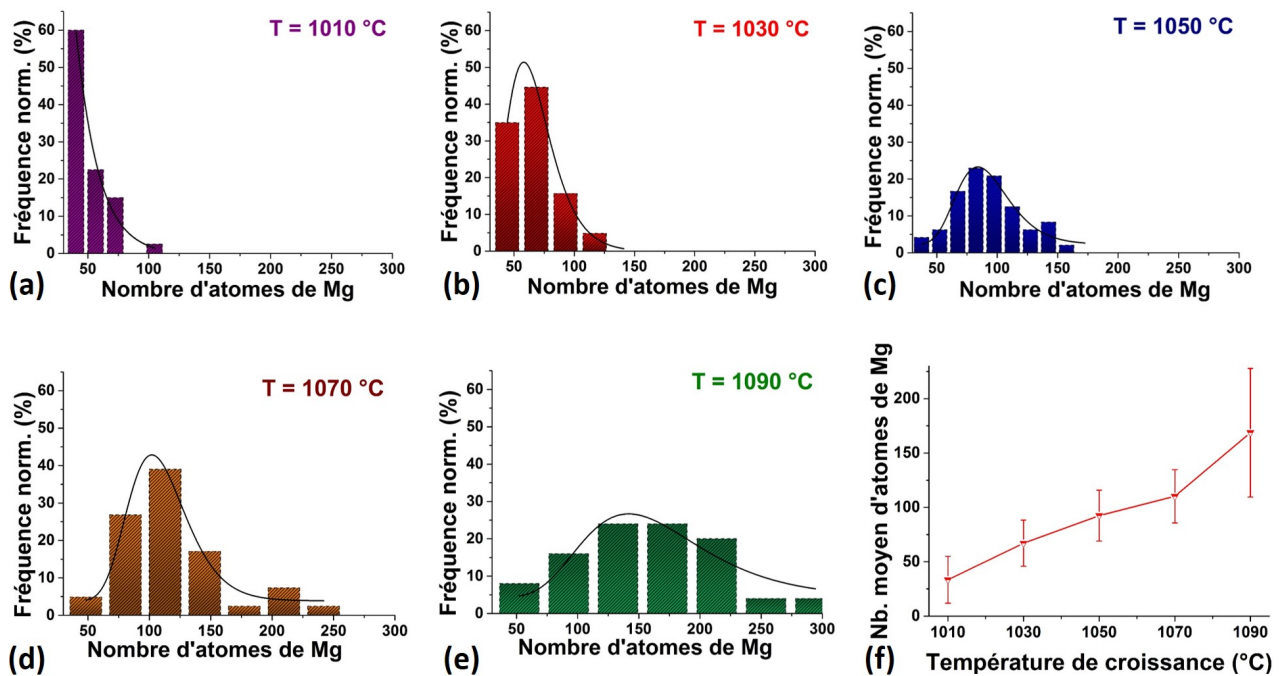 T = 1010 °C
Fréquence norm. (%)
60
50
40
30
20
10
0
50 100 150 200 250 300
Nombre d'atomes de Mg
(a)
T = 1030 °C
Fréquence norm. (%)
60
50
40
30
20
10
0
50 100 150 200 250 300
Nombre d'atomes de Mg
(b)
T = 1050 °C
Fréquence norm. (%)
60
50
40
30
20
10
0
50 100 150 200 250 300
Nombre d'atomes de Mg
(c)
T = 1070 °C
Fréquence norm. (%)
60
50
40
30
20
10
0
50 100 150 200 250 300
Nombre d'atomes de Mg
(d)
T = 1090 °C
Fréquence norm. (%)
60
50
40
30
20
10
0
50 100 150 200 250 300
Nombre d'atomes de Mg
(e)
Nb. moyen d'atomes de Mg
200
150
100
50
0
1010 1030 1050 1070 1090
Température de croissance (°C)
(f)